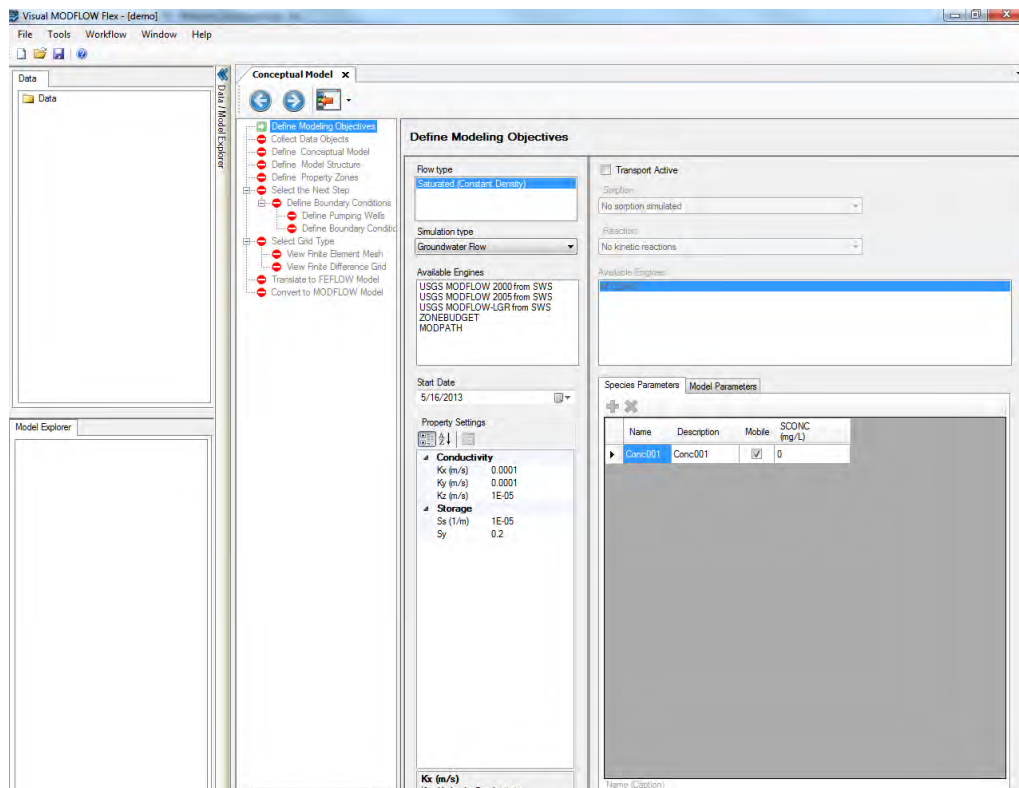 Visual MODFLOW Flex - [demo]
File Tools Workflow Window Help
Data
Data
Data / Model Explorer
Model Explorer
Conceptual Model x
Define Modeling Objectives
Collect Data Objects
Define Conceptual Model
Define Model Structure
Define Property Zones
Select the Next Step
Define Boundary Conditions
Define Pumping Wells
Define Boundary Conditic
Select Grid Type
View Finite Element Mesh
View Finite Difference Grid
Translate to FEFLOW Model
Convert to MODFLOW Model
Define Modeling Objectives
Flow type
Saturated (Constant Density)
Simulation type
Groundwater Flow
Available Engines
USGS MODFLOW 2000 from SWS
USGS MODFLOW 2005 from SWS
USGS MODFLOW-LGR from SWS
ZONEBUDGET
MODPATH
Start Date
5/16/2013
Property Settings
Conductivity
Kx (m/s) 0.0001
Ky (m/s) 0.0001
Kz (m/s) 1E-05
Storage
Ss (1/m) 1E-05
Sy 0.2
Kx (m/s)
Transport Active
Sorption
No sorption simulated
Reaction
No kinetic reactions
Available Engines
Species Parameters Model Parameters
Name Description Mobile SCONC (mg/L)
Conc001 Conc001 0
Name (Caption)